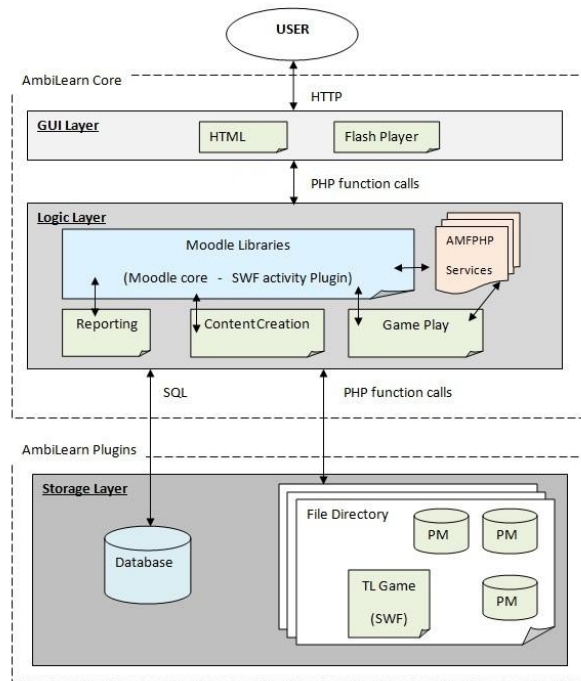 USER
AmbiLearn Core
HTTP
GUI Layer
HTML
Flash Player
PHP function calls
Logic Layer
Moodle Libraries
(Moodle core - SWF activity Plugin)
AMFPHP
Services
Reporting
ContentCreation
Game Play
SQL
PHP function calls
AmbiLearn Plugins
Storage Layer
File Directory
PM
PM
Database
TL Game
(SWF)
PM